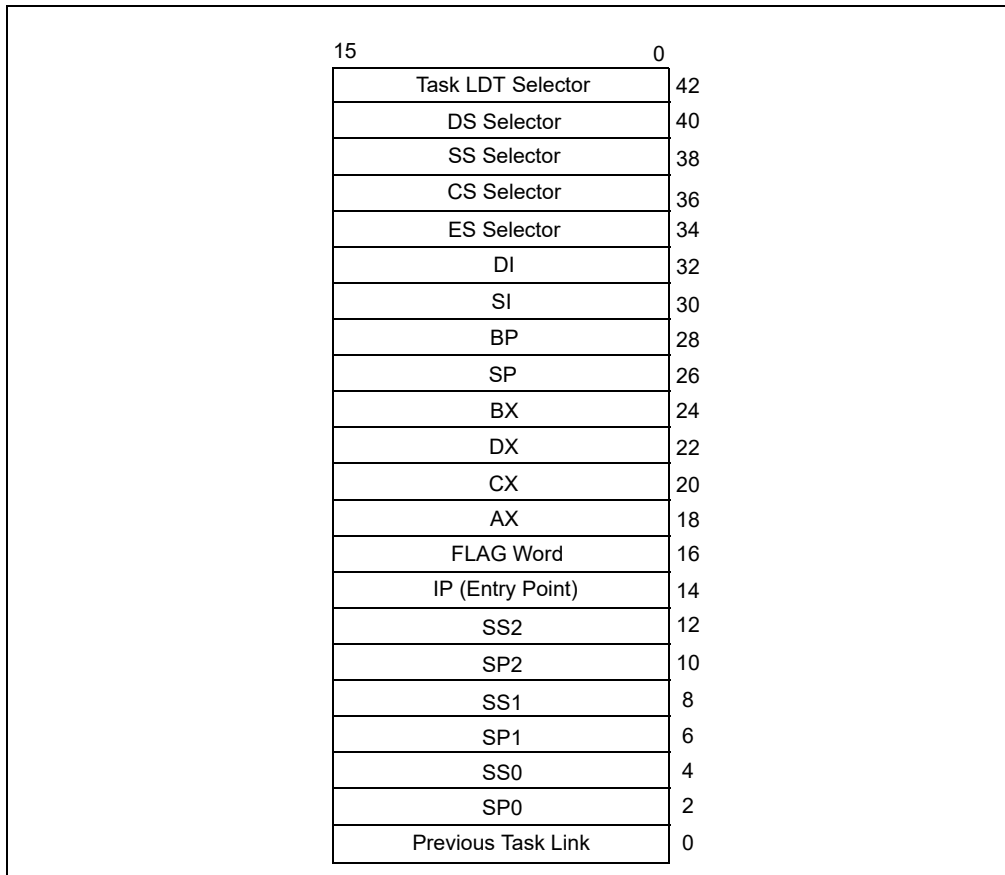 15 0
Task LDT Selector 42
DS Selector 40
SS Selector 38
CS Selector 36
ES Selector 34
DI 32
SI 30
BP 28
SP 26
BX 24
DX 22
CX 20
AX 18
FLAG Word 16
IP (Entry Point) 14
SS2 12
SP2 10
SS1 8
SP1 6
SS0 4
SP0 2
Previous Task Link 0